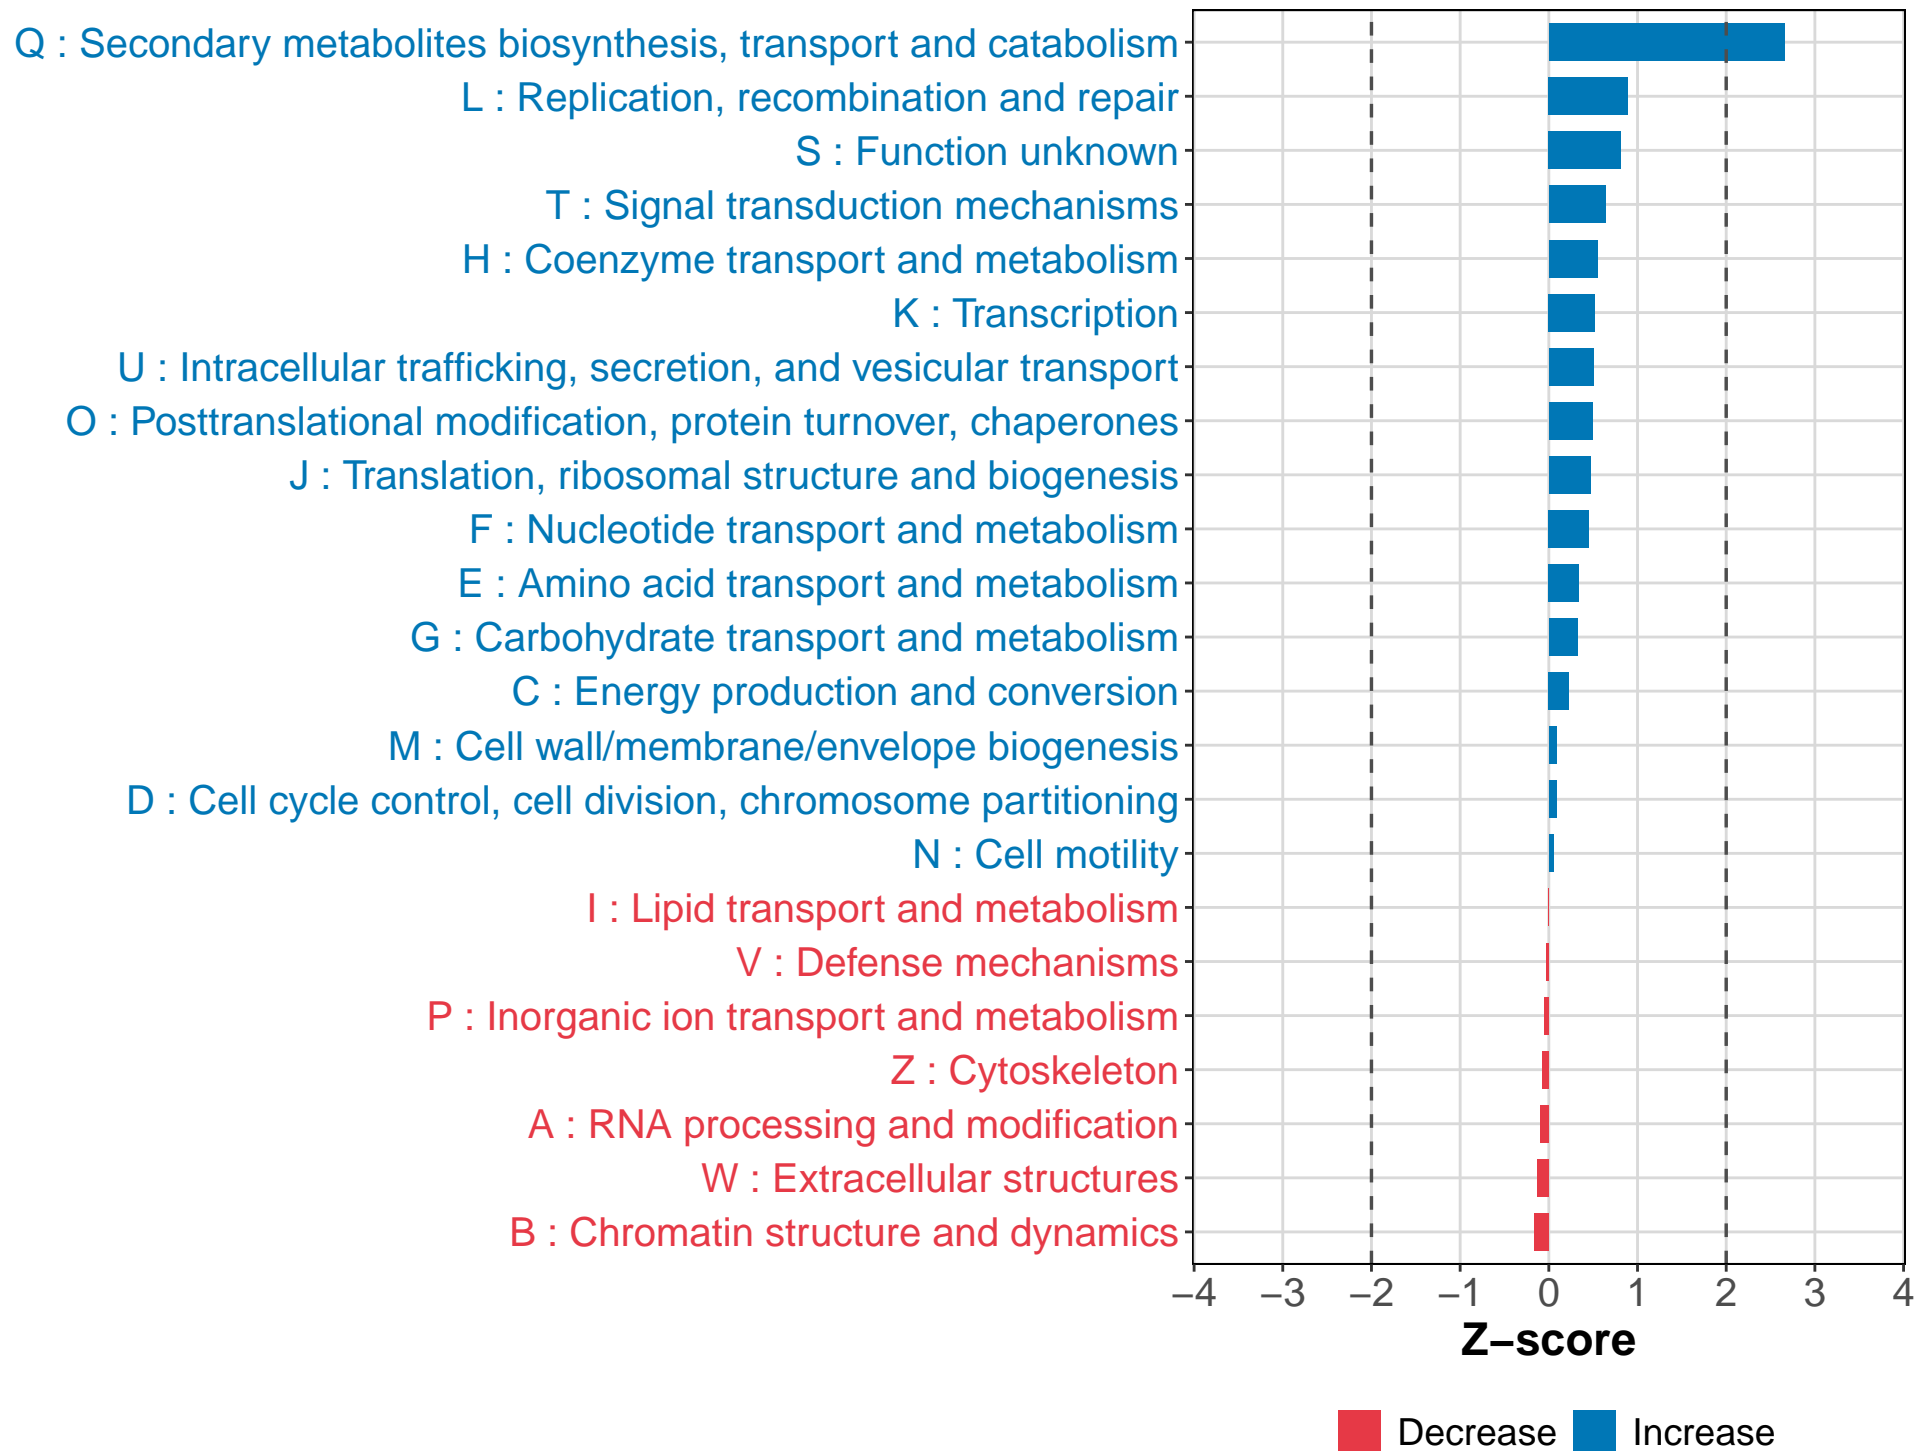 Q : Secondary metabolites biosynthesis, transport and catabolism
L : Replication, recombination and repair
S : Function unknown
T : Signal transduction mechanisms
H : Coenzyme transport and metabolism
K : Transcription
U : Intracellular trafficking, secretion, and vesicular transport
O : Posttranslational modification, protein turnover, chaperones
J : Translation, ribosomal structure and biogenesis
F : Nucleotide transport and metabolism
E : Amino acid transport and metabolism
G : Carbohydrate transport and metabolism
C : Energy production and conversion
M : Cell wall/membrane/envelope biogenesis
D : Cell cycle control, cell division, chromosome partitioning
N : Cell motility
I : Lipid transport and metabolism
V : Defense mechanisms
P : Inorganic ion transport and metabolism
Z : Cytoskeleton
A : RNA processing and modification
W : Extracellular structures
B : Chromatin structure and dynamics
−4 −3 −2 −1 0 1 2 3 4
Z−score
Decrease Increase